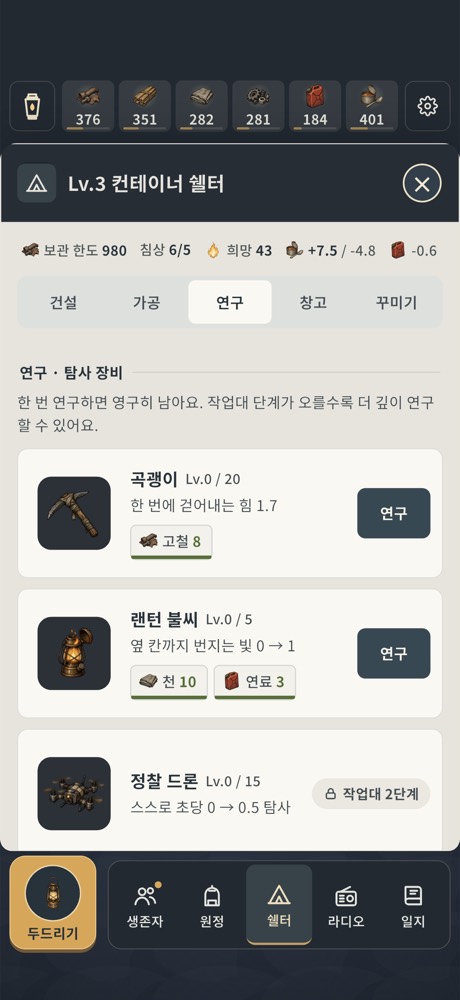 376 351 282 281 184 401
Lv.3 컨테이너 쉘터
보관 한도 980 침상 6/5 희망 43 +7.5 / -4.8 -0.6
건설 가공 연구 창고 꾸미기
연구 · 탐사 장비
한 번 연구하면 영구히 남아요. 작업대 단계가 오를수록 더 깊이 연구
할 수 있어요.
곡괭이 Lv.0 / 20
한 번에 걷어내는 힘 1.7
연구
고철 8
랜턴 불씨 Lv.0 / 5
옆 칸까지 번지는 빛 0 → 1
연구
천 10 연료 3
정찰 드론 Lv.0 / 15
스스로 초당 0 → 0.5 탐사
작업대 2단계
두드리기 생존자 원정 쉘터 라디오 일지